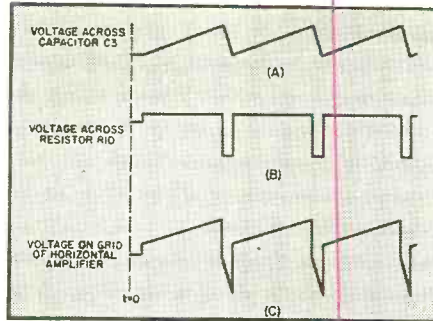 VOLTAGE ACROSS
CAPACITOR C3
(A)
VOLTAGE ACROSS
RESISTOR R10
(B)
VOLTAGE ON GRID
OF HORIZONTAL
AMPLIFIER
t=0
(C)